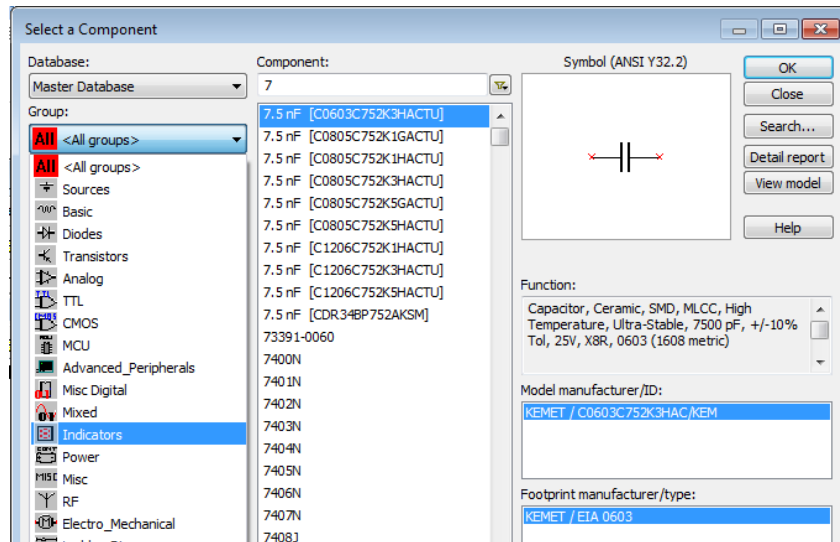 Select a Component
Database:
Master Database
Group:
All <All groups>
All <All groups>
Sources
Basic
Diodes
Transistors
Analog
TTL TTL
CMOS CMOS
MCU
Advanced_Peripherals
Misc Digital
Mixed
Indicators
Power
MISC Misc
RF
Electro_Mechanical
Component:
7
7.5 nF [C0603C752K3HACTU]
7.5 nF [C0805C752K1GACTU]
7.5 nF [C0805C752K1HACTU]
7.5 nF [C0805C752K3HACTU]
7.5 nF [C0805C752K5GACTU]
7.5 nF [C0805C752K5HACTU]
7.5 nF [C1206C752K1HACTU]
7.5 nF [C1206C752K3HACTU]
7.5 nF [C1206C752K5HACTU]
7.5 nF [CDR34BP752AKSM]
73391-0060
7400N
7401N
7402N
7403N
7404N
7405N
7406N
7407N
7408J
Symbol (ANSI Y32.2)
Function:
Capacitor, Ceramic, SMD, MLCC, High
Temperature, Ultra-Stable, 7500 pF, +/-10%
Tol, 25V, X8R, 0603 (1608 metric)
Model manufacturer/ID:
KEMET / C0603C752K3HAC/KEM
Footprint manufacturer/type:
KEMET / EIA 0603
OK
Close
Search...
Detail report
View model
Help